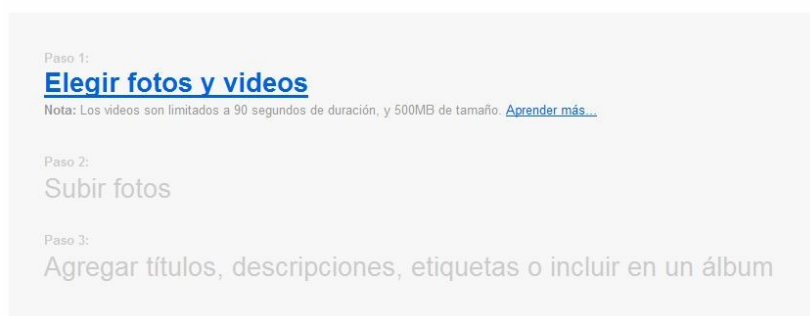 Paso 1:
Elegir fotos y videos
Nota: Los videos son limitados a 90 segundos de duración, y 500MB de tamaño. Aprender más...
Paso 2:
Subir fotos
Paso 3:
Agregar títulos, descripciones, etiquetas o incluir en un álbum